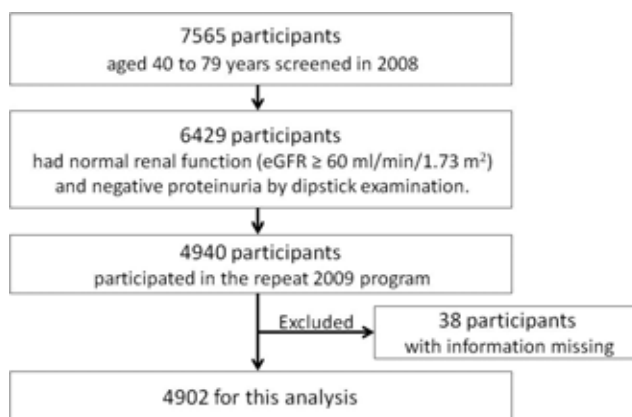 7565 participants
aged 40 to 79 years screened in 2008
6429 participants
had normal renal function (eGFR ≥ 60 ml/min/1.73 m²)
and negative proteinuria by dipstick examination.
4940 participants
participated in the repeat 2009 program
Excluded
38 participants
with information missing
4902 for this analysis